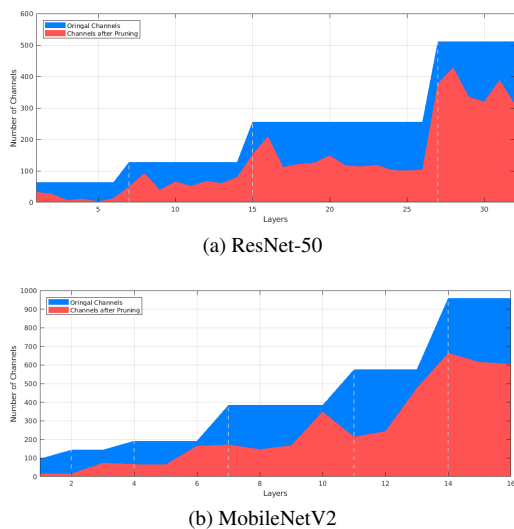 600
500
400
300
200
100
0
Number of Channels
Oringal Channels
Channels after Pruning
5 10 15 20 25 30
Layers
(a) ResNet-50
1000
900
800
700
600
500
400
300
200
100
0
Number of Channels
Oringal Channels
Channels after Pruning
2 4 6 8 10 12 14 16
Layers
(b) MobileNetV2